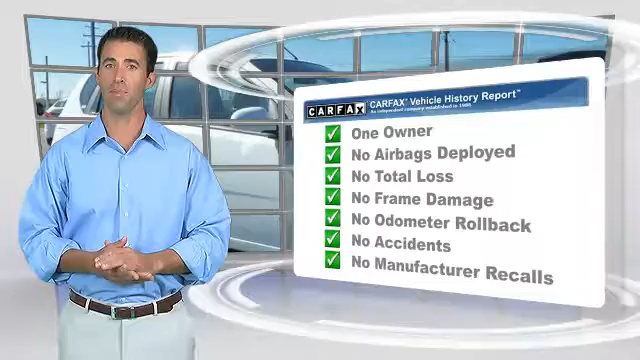 CARFAX
CARFAX Vehicle History Report™
An independent company established in 1986
One Owner
No Airbags Deployed
No Total Loss
No Frame Damage
No Odometer Rollback
No Accidents
No Manufacturer Recalls